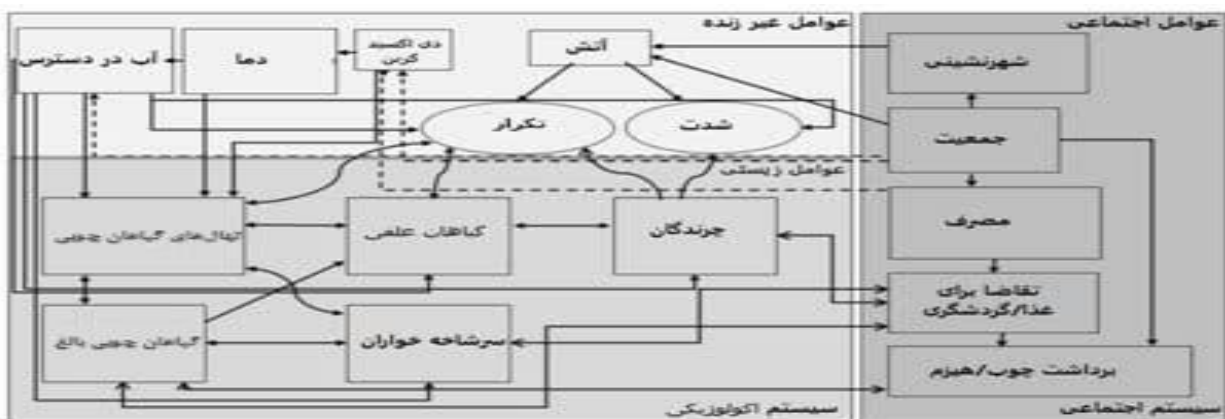 عوامل اجتماعی
عوامل غیر زنده
شهرنشینی
آتش
دی اکسید
کربن
دما
آب در دسترس
جمعیت
شدت
تکرار
عوامل زیستی
مصرف
چرندگان
گیاهان علفی
نهال‌های گیاهان چوبی
تقاضا برای
غذا/گردشگری
سرشاخه خواران
گیاهان چوبی بالغ
برداشت چوب/هیزم
سیستم اجتماعی
سیستم اکولوزیکی